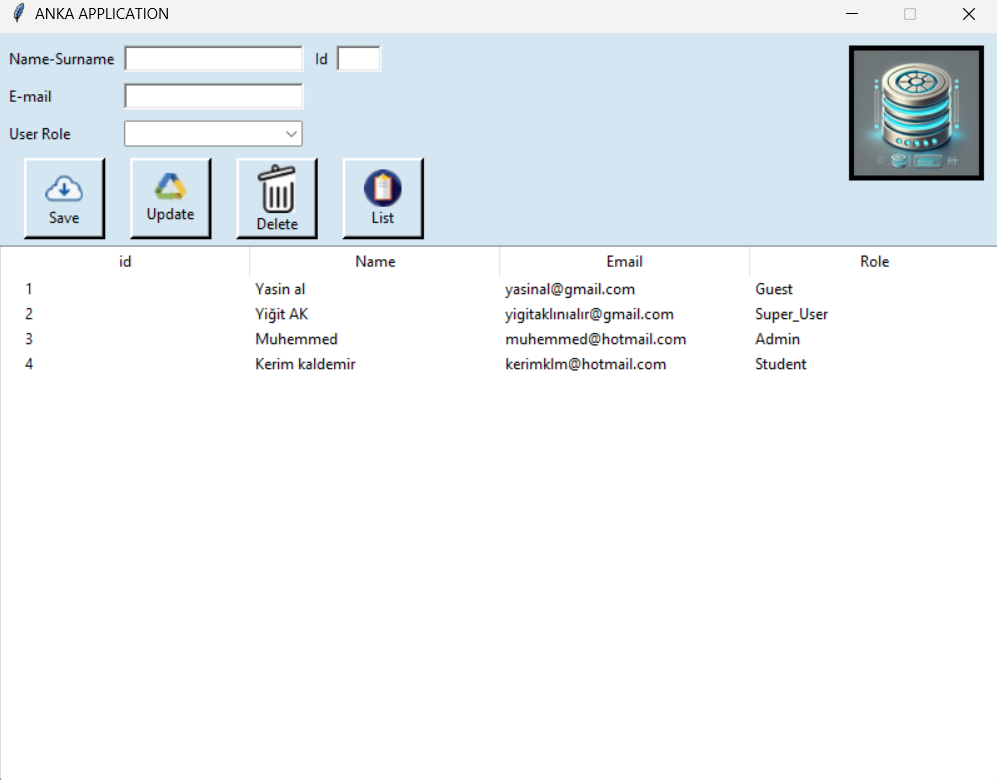 ANKA APPLICATION
Name-Surname Id
E-mail
User Role
Save Update Delete List
id Name Email Role
1 Yasin al yasinal@gmail.com Guest
2 Yiğit AK yigitaklınıalır@gmail.com Super_User
3 Muhemmed muhemmed@hotmail.com Admin
4 Kerim kaldemir kerimklm@hotmail.com Student